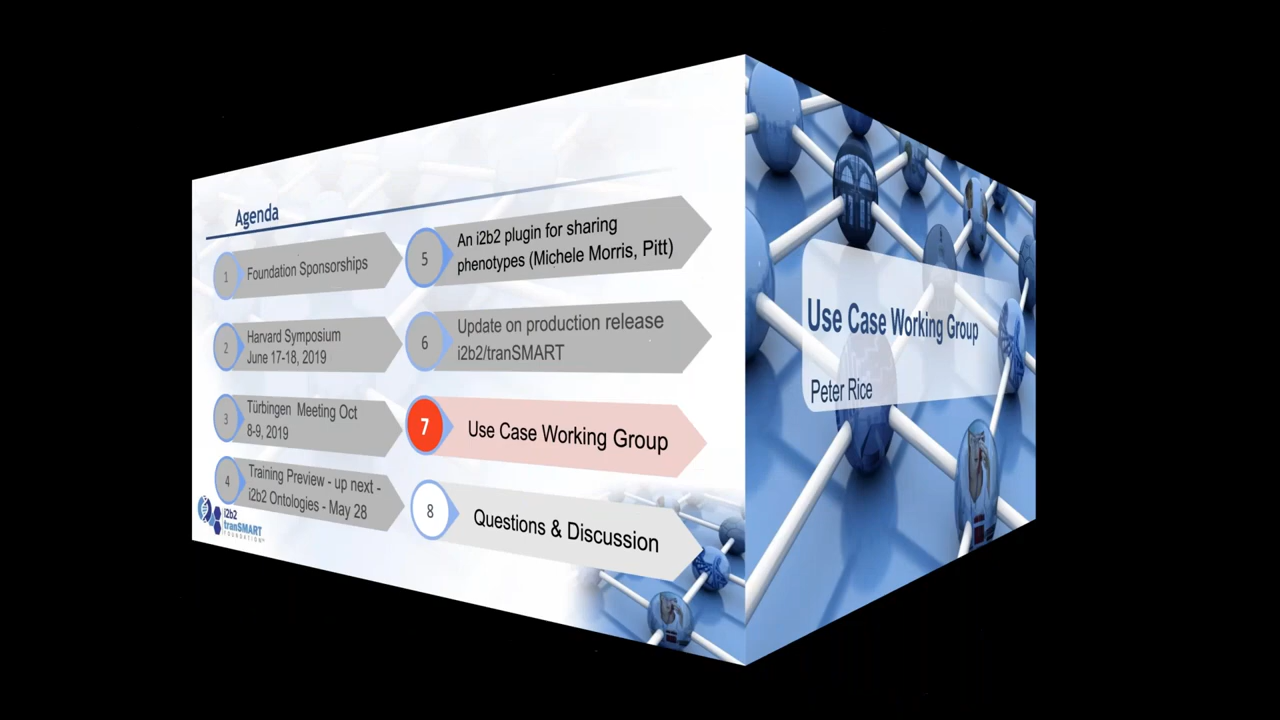 Agenda
1
Foundation Sponsorships
2
Harvard Symposium
June 17-18, 2019
3
Türbingen Meeting Oct
8-9, 2019
4
Training Preview - up next -
i2b2 Ontologies - May 28
5
An i2b2 plugin for sharing
phenotypes (Michele Morris, Pitt)
6
Update on production release
i2b2/tranSMART
7
Use Case Working Group
8
Questions & Discussion
i2b2
tranSMART
FOUNDATION
Use Case Working Group
Peter Rice